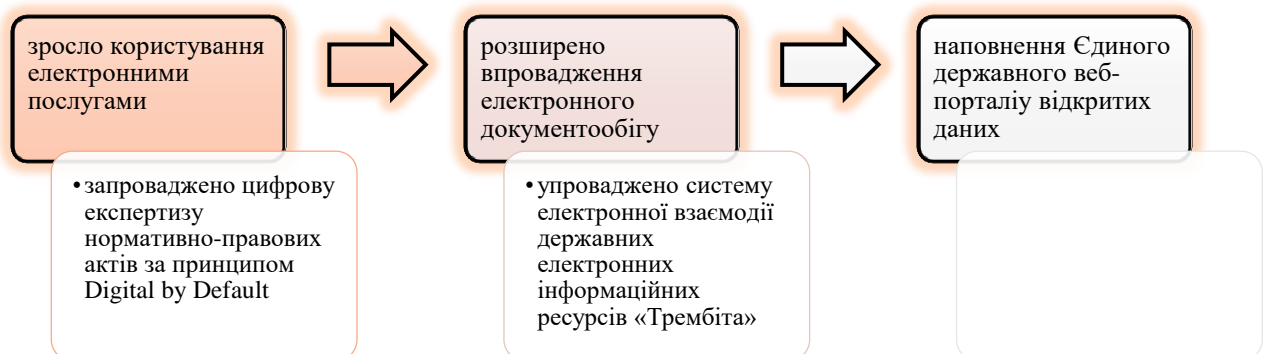 зросло користування
електронними
послугами
•запроваджено цифрову
експертизу
нормативно-правових
актів за принципом
Digital by Default
розширено
впровадження
електронного
документообігу
•упроваджено систему
електронної взаємодії
державних
електронних
інформаційних
ресурсів «Трембіта»
наповнення Єдиного
державного веб-
порталіу відкритих
даних